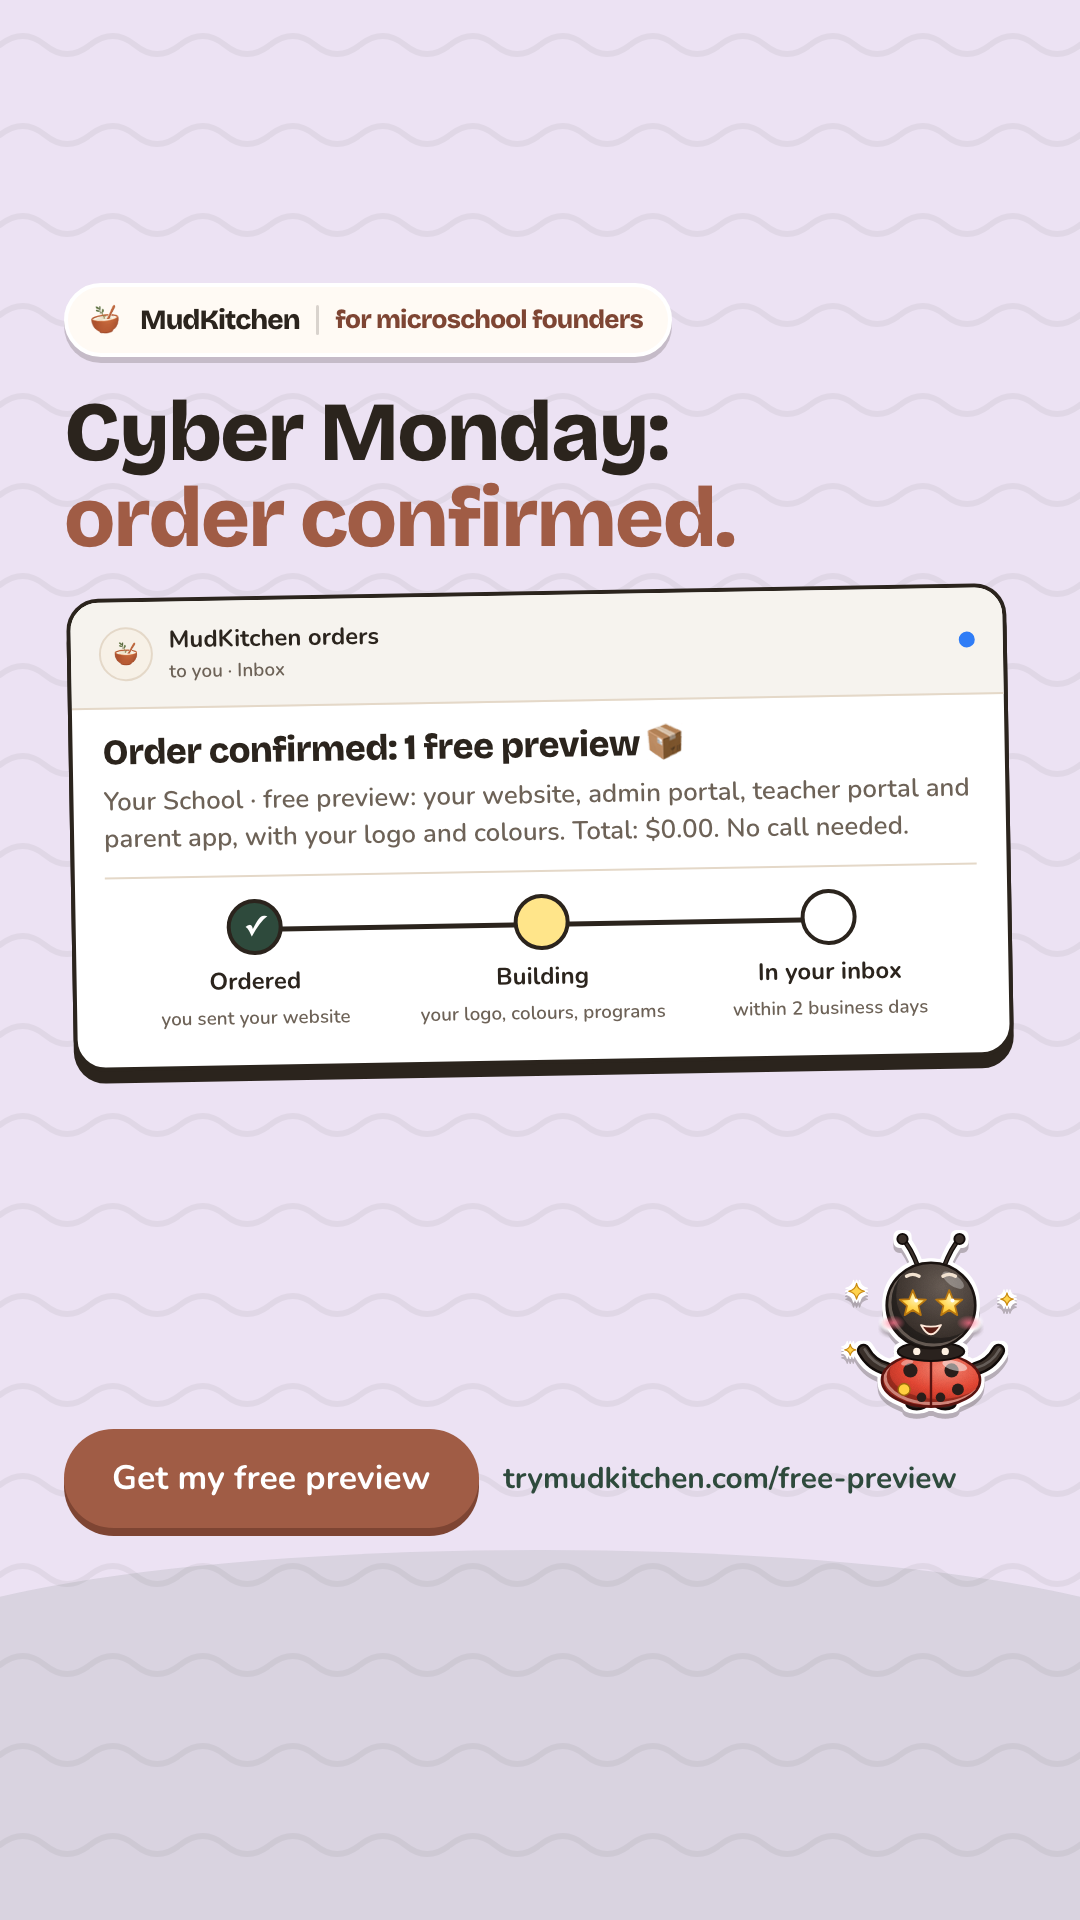 MudKitchen | for microschool founders
Cyber Monday:
order confirmed.
MudKitchen orders
to you · Inbox
Order confirmed: 1 free preview 📦
Your School · free preview: your website, admin portal, teacher portal and
parent app, with your logo and colours. Total: $0.00. No call needed.
Ordered
you sent your website
Building
your logo, colours, programs
In your inbox
within 2 business days
Get my free preview
trymudkitchen.com/free-preview